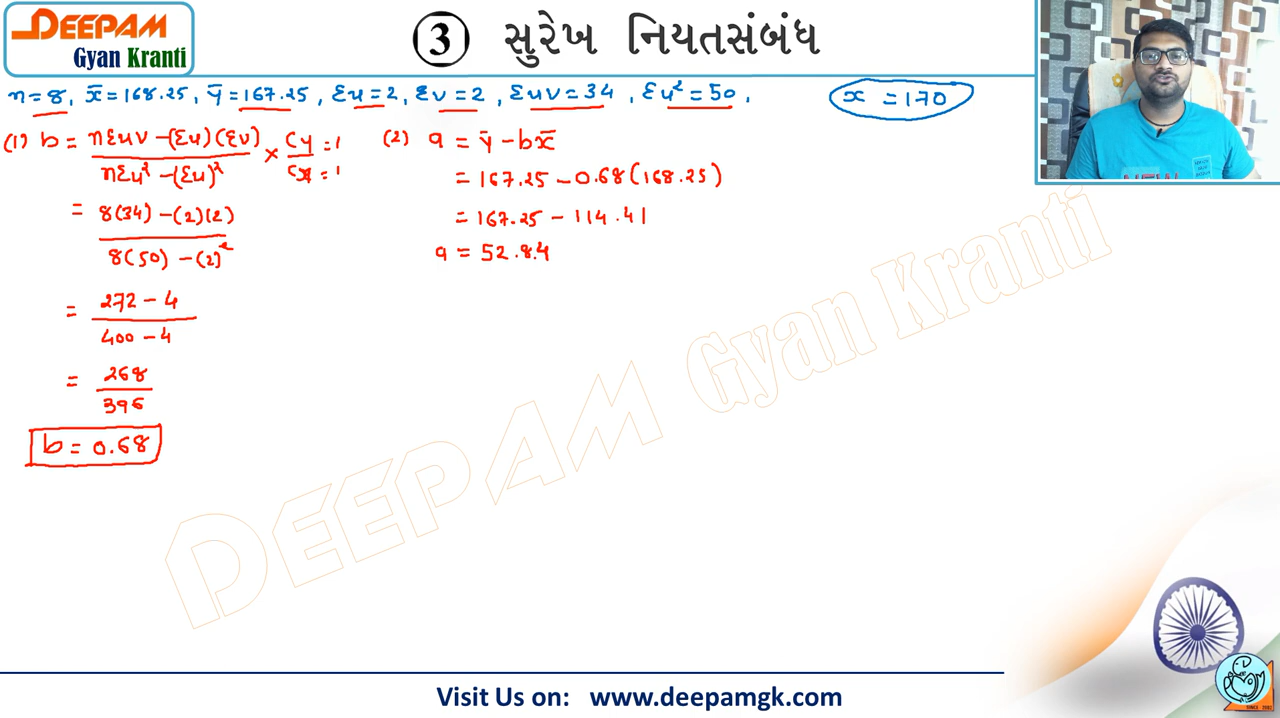 DEEPAM
Gyan Kranti
3 સુરેખ નિયતસંબંધ
n=8, x̄=168.25, ȳ=167.25, Σu=2, Σv=2, Σuv=34, Σu²=50,
x=170
(1) b = nΣuv-(Σu)(Σv) / nΣu²-(Σu)² × Cy=1 / Cx=1
= 8(34)-(2)(2) / 8(50)-(2)²
= 272-4 / 400-4
= 268 / 396
b=0.68
(2) a = ȳ-bx̄
= 167.25-0.68(168.25)
= 167.25-114.41
a = 52.84
DEEPAM Gyan Kranti
Visit Us on: www.deepamgk.com
SINCE 2002